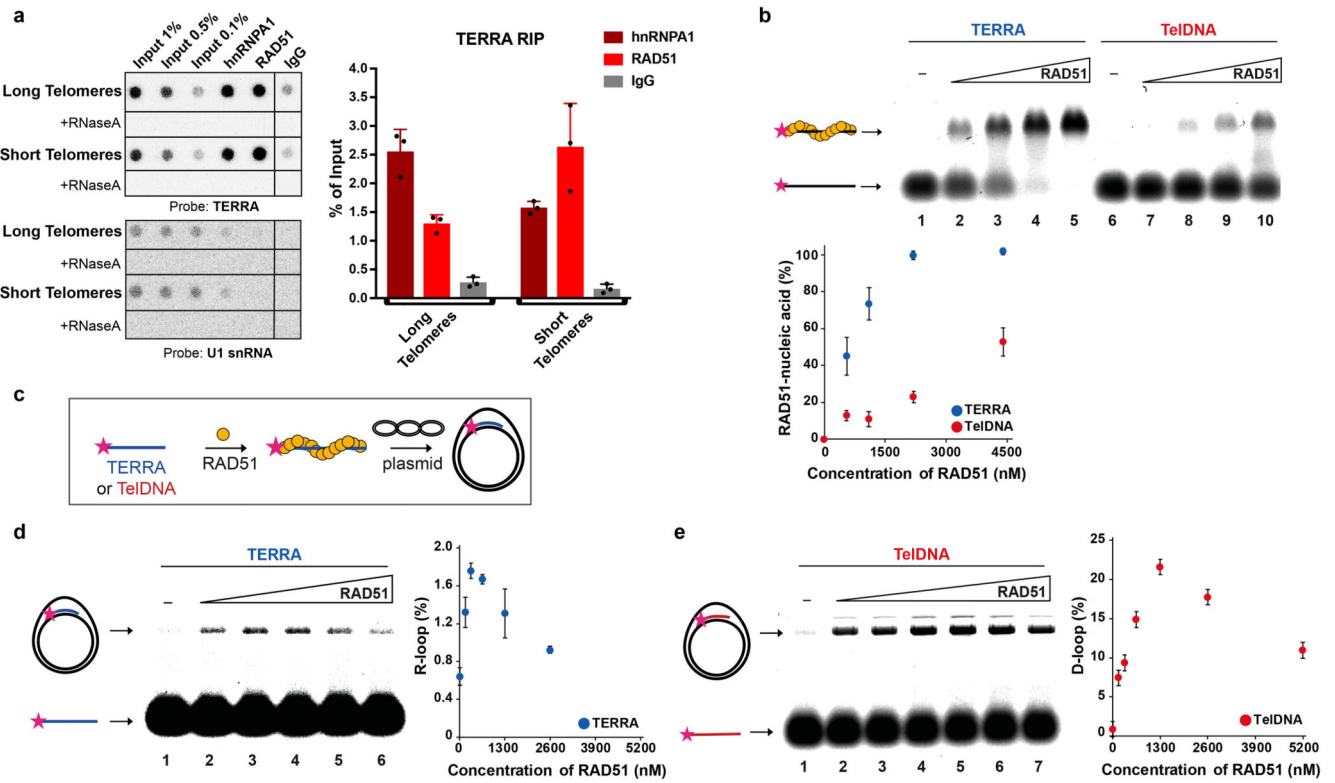 a
Input 1%
Input 0.5%
Input 0.1%
hnRNPA1
RAD51
IgG
Long Telomeres
+RNaseA
Short Telomeres
+RNaseA
Probe: TERRA
Long Telomeres
+RNaseA
Short Telomeres
+RNaseA
Probe: U1 snRNA
TERRA RIP
hnRNPA1
RAD51
IgG
% of Input
4.0
3.5
3.0
2.5
2.0
1.5
1.0
0.5
0.0
Long
Telomeres
Short
Telomeres
b
TERRA
TelDNA
–
RAD51
–
RAD51
1 2 3 4 5 6 7 8 9 10
RAD51-nucleic acid (%)
100
80
60
40
20
0
TERRA
TelDNA
0 1500 3000 4500
Concentration of RAD51 (nM)
c
TERRA
or TelDNA
RAD51
plasmid
d
TERRA
–
RAD51
1 2 3 4 5 6
R-loop (%)
2.0
1.6
1.2
0.8
0.4
0
TERRA
0 1300 2600 3900 5200
Concentration of RAD51 (nM)
e
TelDNA
–
RAD51
1 2 3 4 5 6 7
D-loop (%)
25
20
15
10
5
0
TelDNA
0 1300 2600 3900 5200
Concentration of RAD51 (nM)